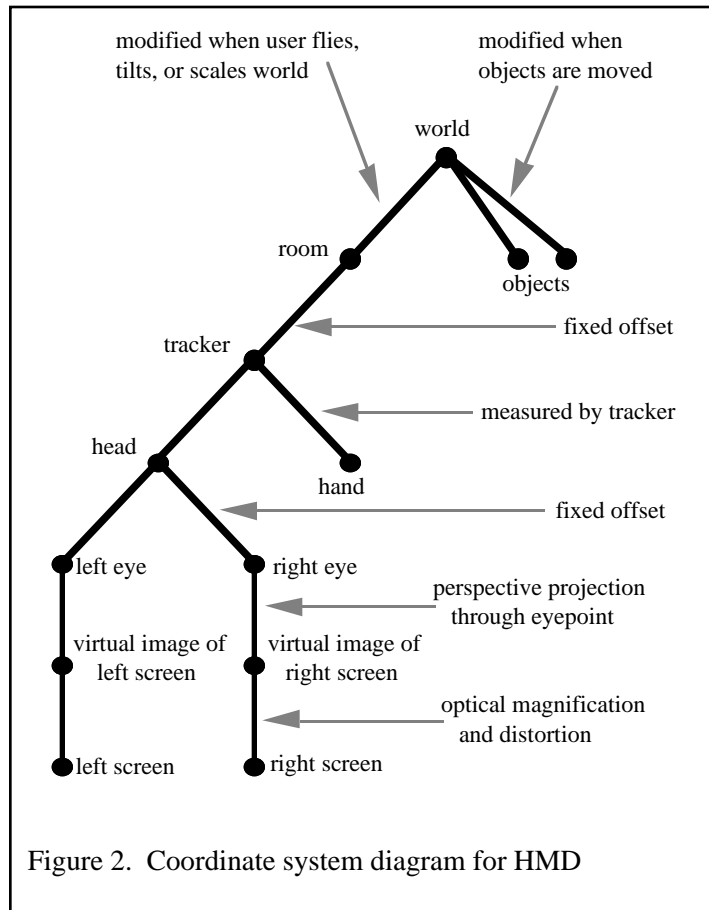 modified when user flies,
tilts, or scales world
modified when
objects are moved
world
room
objects
fixed offset
tracker
measured by tracker
head
hand
fixed offset
left eye
right eye
perspective projection
through eyepoint
virtual image of
left screen
virtual image of
right screen
optical magnification
and distortion
left screen
right screen
Figure 2.  Coordinate system diagram for HMD